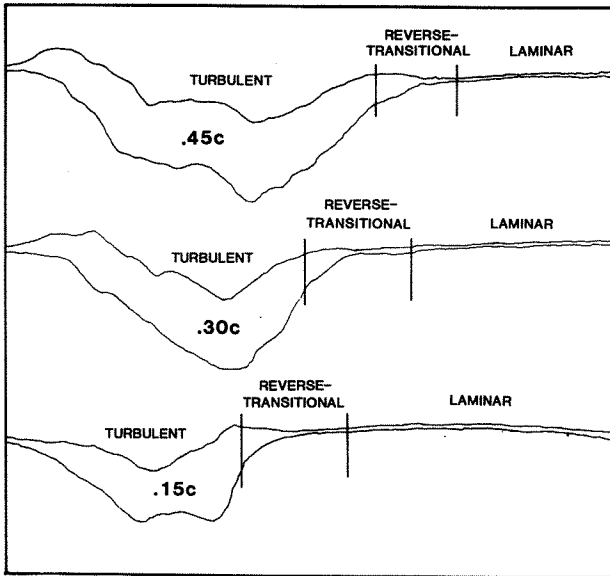 REVERSE-
TRANSITIONAL
LAMINAR
TURBULENT
.45c
REVERSE-
TRANSITIONAL
LAMINAR
TURBULENT
.30c
REVERSE-
TRANSITIONAL
LAMINAR
TURBULENT
.15c